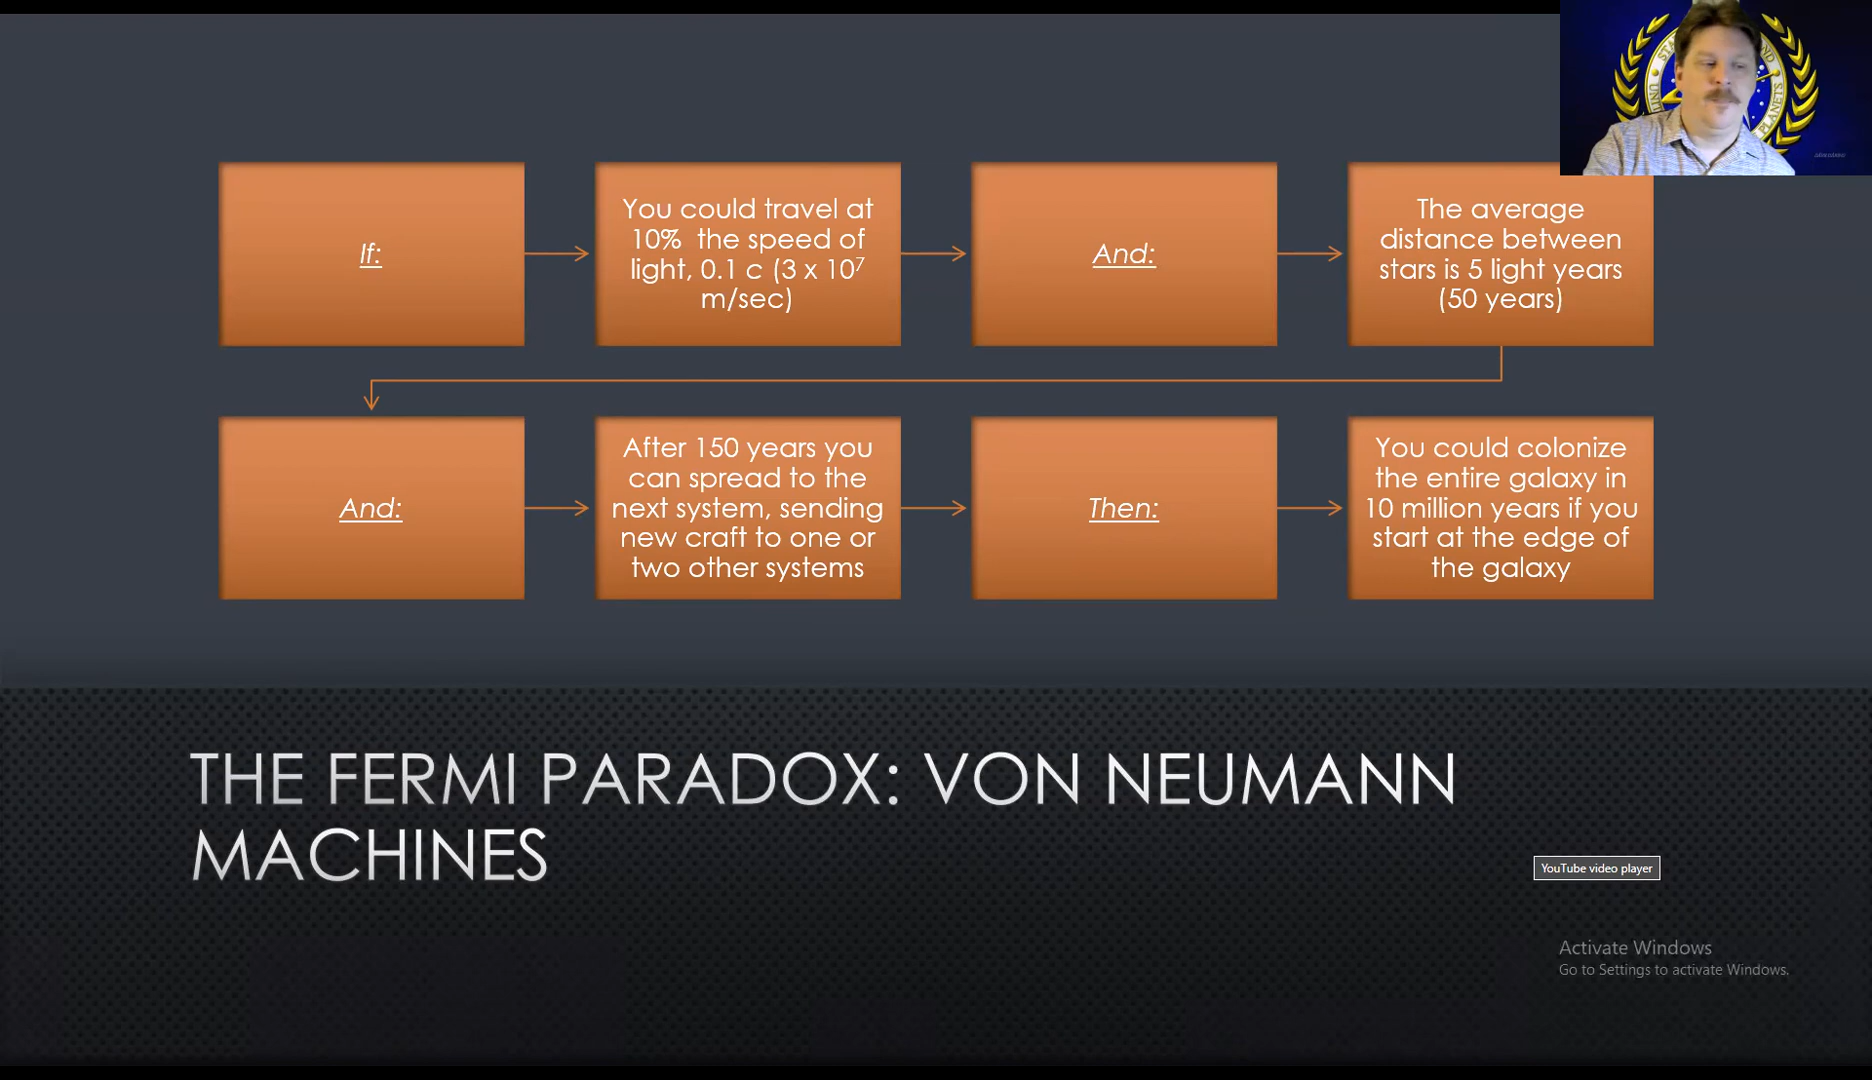 If:
You could travel at
10% the speed of
light, 0.1 c (3 x 10⁷
m/sec)
And:
The average
distance between
stars is 5 light years
(50 years)
And:
After 150 years you
can spread to the
next system, sending
new craft to one or
two other systems
Then:
You could colonize
the entire galaxy in
10 million years if you
start at the edge of
the galaxy
THE FERMI PARADOX: VON NEUMANN
MACHINES
YouTube video player
Activate Windows
Go to Settings to activate Windows.
PLANETS